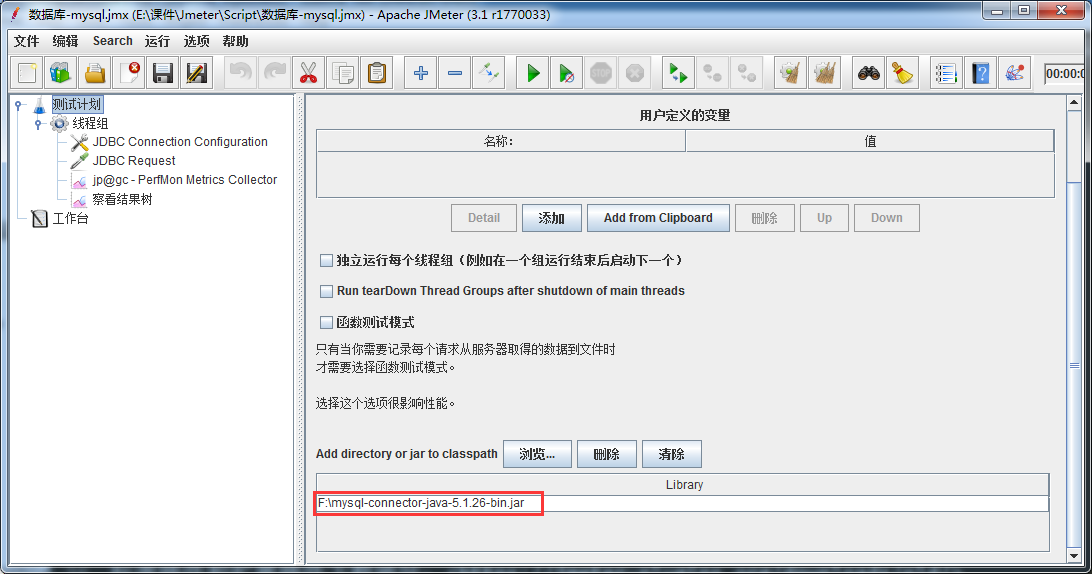 数据库-mysql.jmx (E:\课件\Jmeter\Script\数据库-mysql.jmx) - Apache JMeter (3.1 r1770033)
文件 编辑 Search 运行 选项 帮助
STOP
00:00:0
测试计划
线程组
JDBC Connection Configuration
JDBC Request
jp@gc - PerfMon Metrics Collector
察看结果树
工作台
用户定义的变量
名称: 值
Detail 添加 Add from Clipboard 删除 Up Down
独立运行每个线程组（例如在一个组运行结束后启动下一个）
Run tearDown Thread Groups after shutdown of main threads
函数测试模式
只有当你需要记录每个请求从服务器取得的数据到文件时
才需要选择函数测试模式。
选择这个选项很影响性能。
Add directory or jar to classpath 浏览... 删除 清除
Library
F:\mysql-connector-java-5.1.26-bin.jar